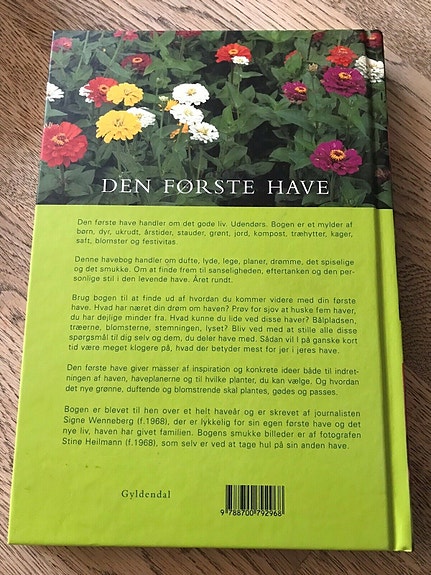 DEN FØRSTE HAVE
Den første have handler om det gode liv. Udendørs. Bogen er et mylder af
børn, dyr, ukrudt, årstider, stauder, grønt, jord, kompost, træhytter, kager,
saft, blomster og festivitas.
Denne havebog handler om dufte, lyde, lege, planer, drømme, det spiselige
og det smukke. Om at finde frem til sanseligheden, eftertanken og den per-
sonlige stil i den levende have. Året rundt.
Brug bogen til at finde ud af hvordan du kommer videre med din første
have. Hvad har næret din drøm om haven? Prøv for sjov at huske fem haver,
du har dejlige minder fra. Hvad kunne du lide ved disse haver? Bålpladsen,
træerne, blomsterne, stemningen, lyset? Bliv ved med at stille alle disse
spørgsmål til dig selv og dem, du deler have med. Sådan vil I på ganske kort
tid være meget klogere på, hvad der betyder mest for jer i jeres have.
Den første have giver masser af inspiration og konkrete ideer både til indret-
ningen af haven, haveplanerne og til hvilke planter, du kan vælge. Og hvordan
det nye grønne, duftende og blomstrende skal plantes, gødes og passes.
Bogen er blevet til hen over et helt haveår og er skrevet af journalisten
Signe Wenneberg (f.1968), der er lykkelig for sin egen første have og det
nye liv, haven har givet familien. Bogens smukke billeder er af fotografen
Stine Heilmann (f.1968), som selv er ved at tage hul på sin anden have.
Gyldendal
9 788700 792968